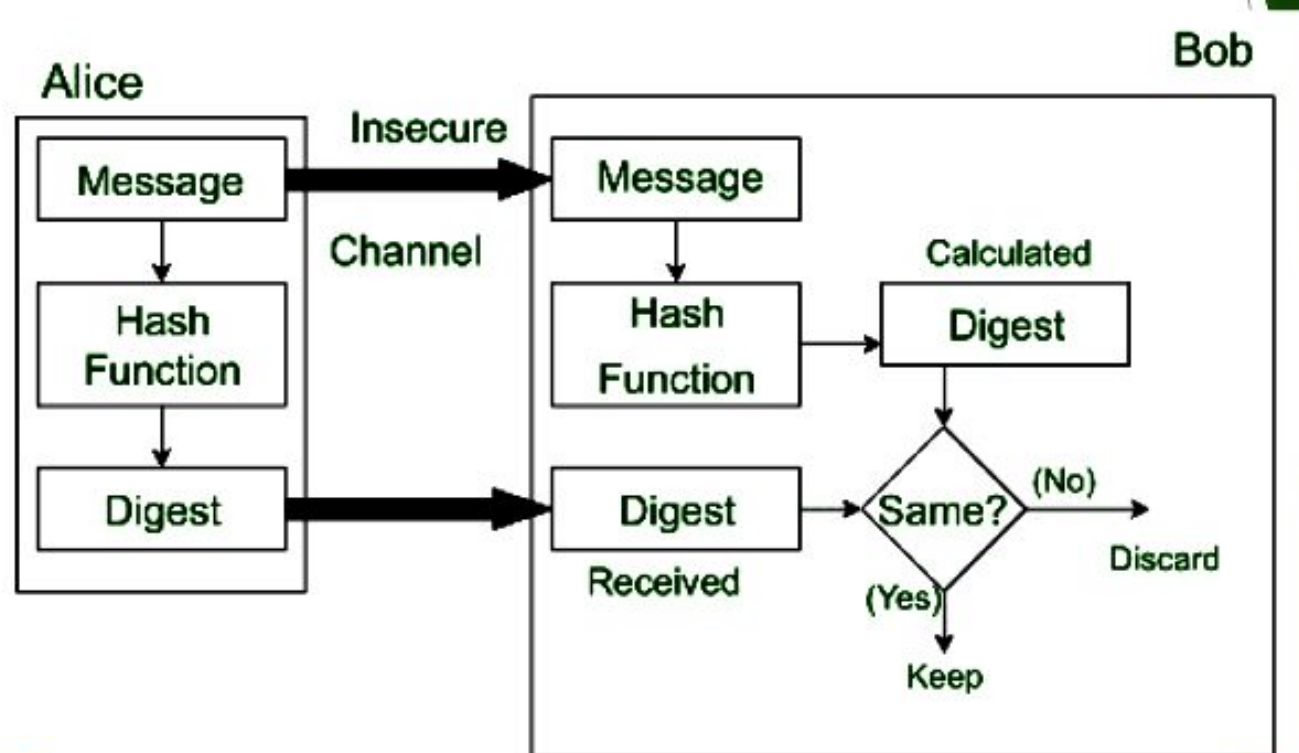 Bob
Alice
Insecure
Message
Message
Channel
Calculated
Hash
Function
Hash
Function
Digest
Digest
Digest
Same?
(No)
Discard
Received
(Yes)
Keep